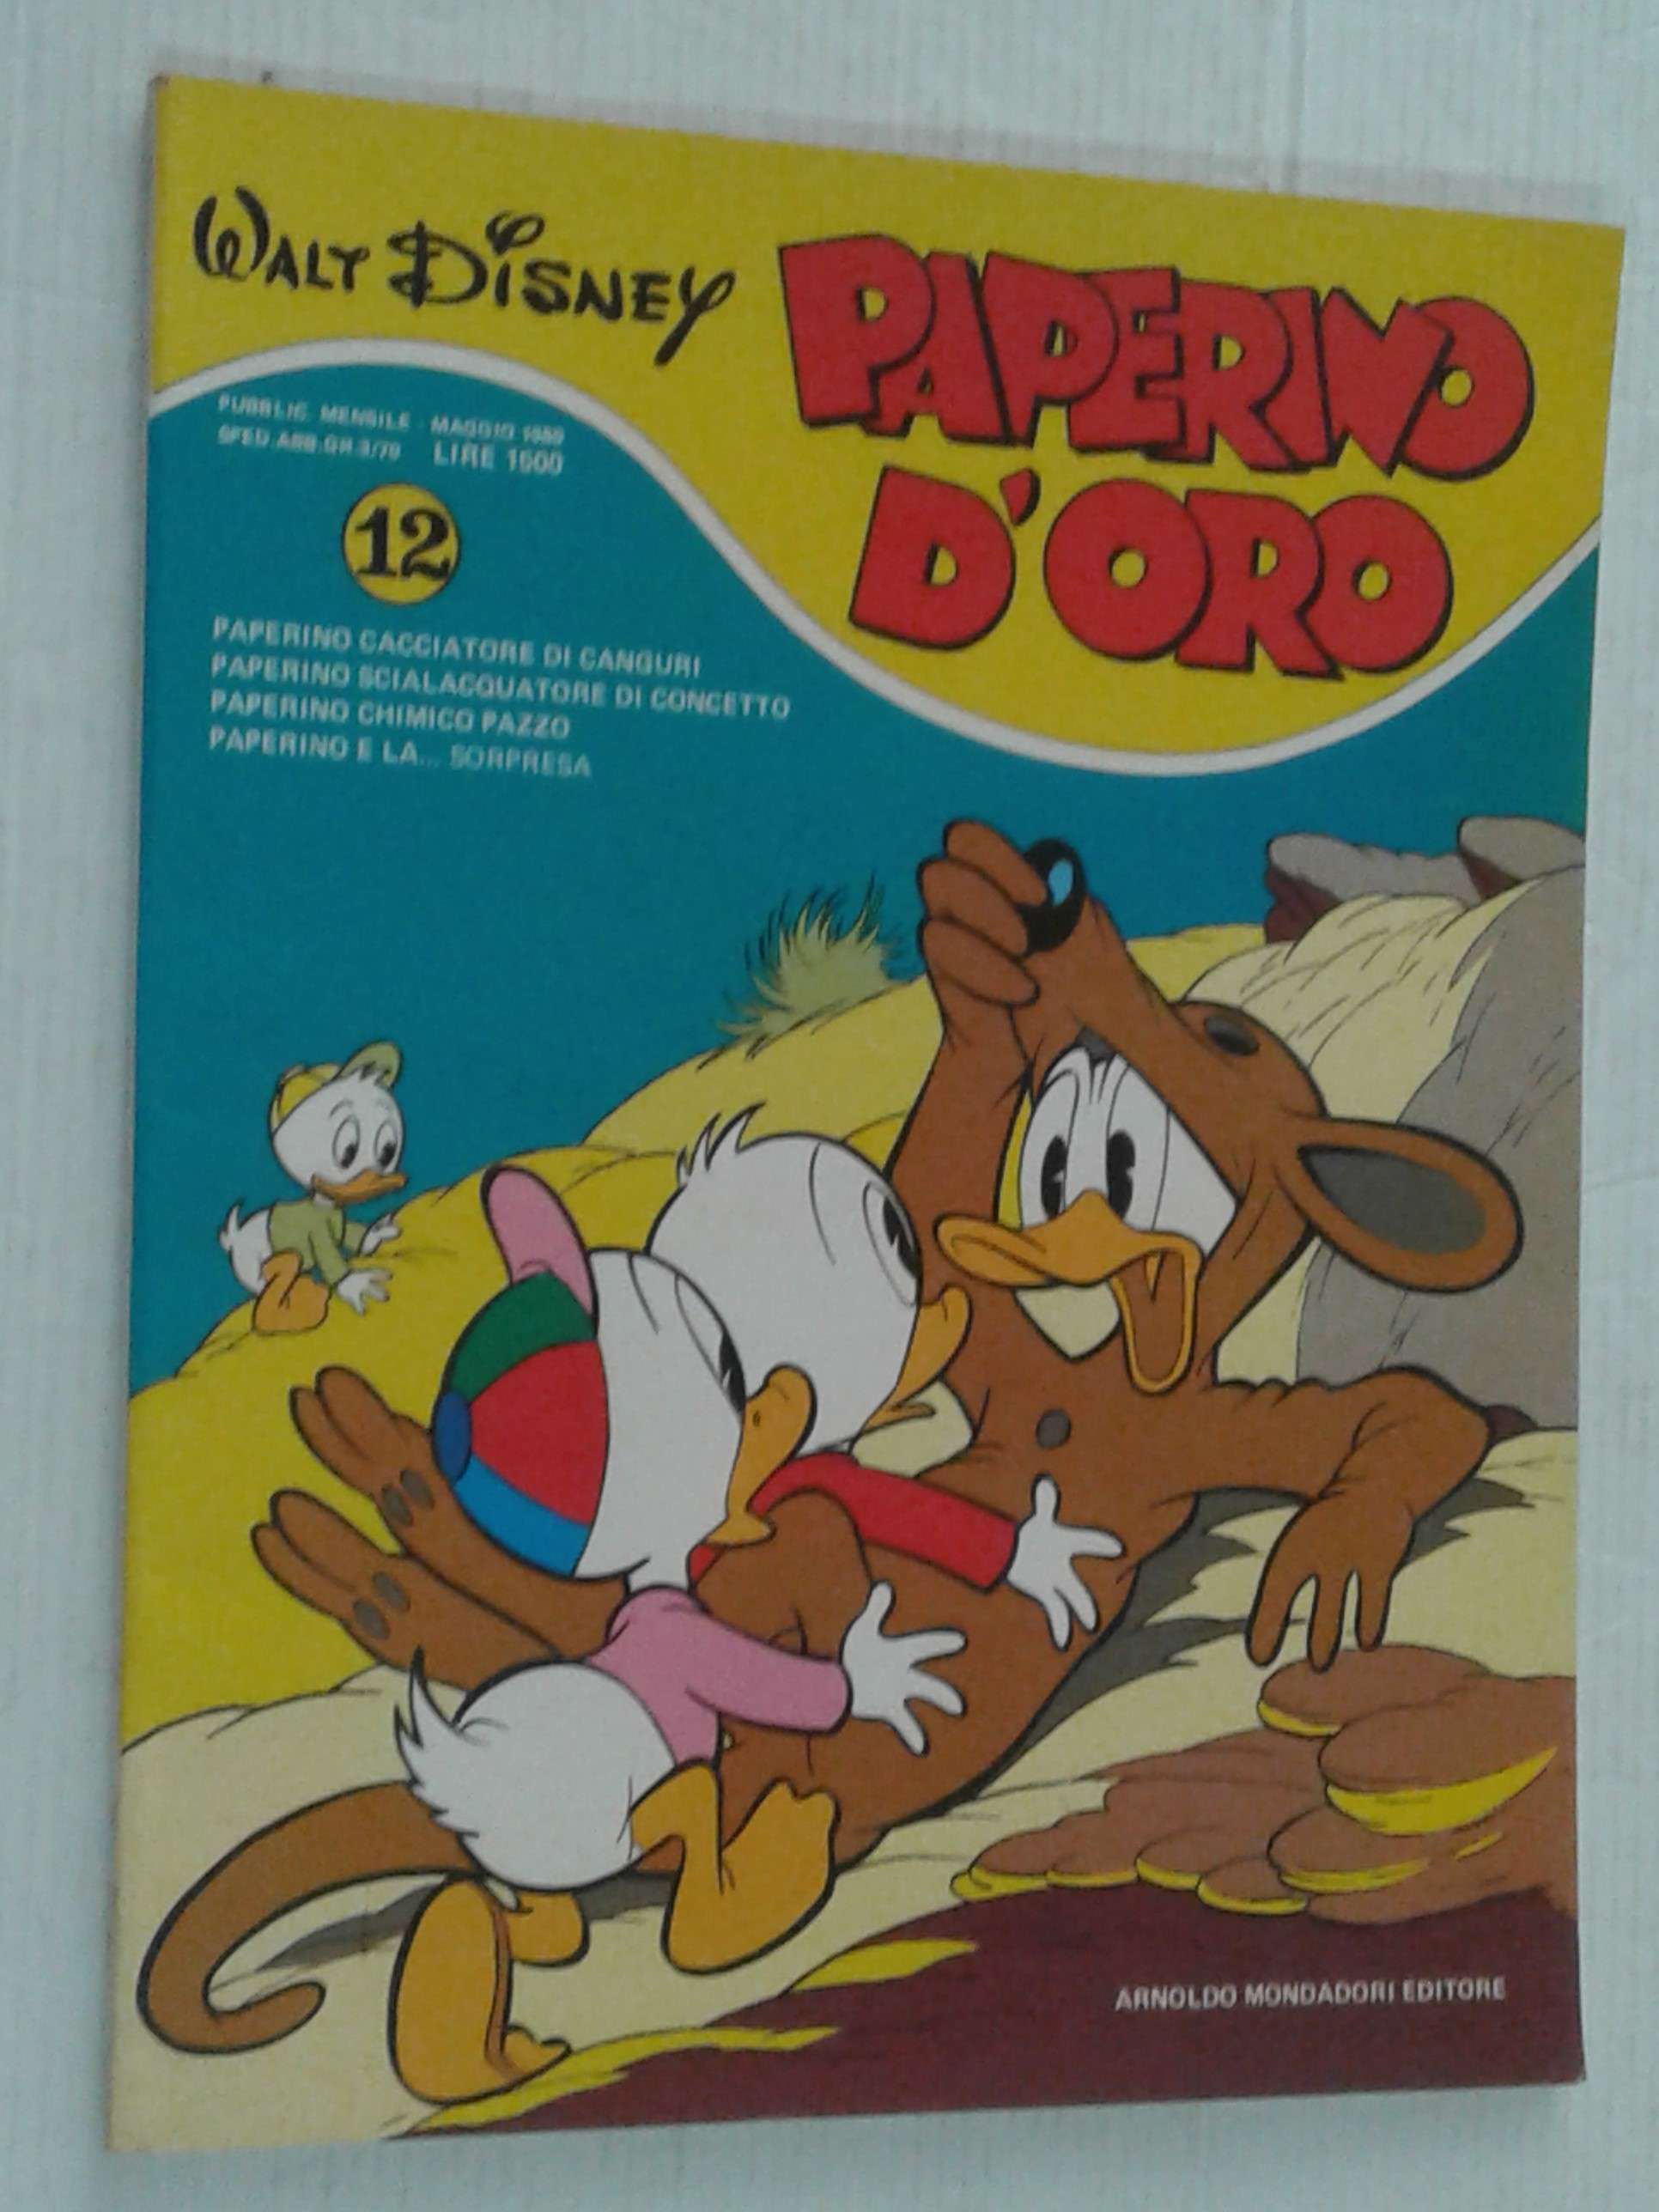 WALT DISNEY
PAPERINO
D'ORO
PUBBLIC. MENSILE - MAGGIO
SPED. ABB. GR. 3/70 LIRE 1500
12
PAPERINO CACCIATORE DI CANGURI
PAPERINO SCIALACQUATORE DI CONCETTO
PAPERINO CHIMICO PAZZO
PAPERINO E LA... SORPRESA
ARNOLDO MONDADORI EDITORE